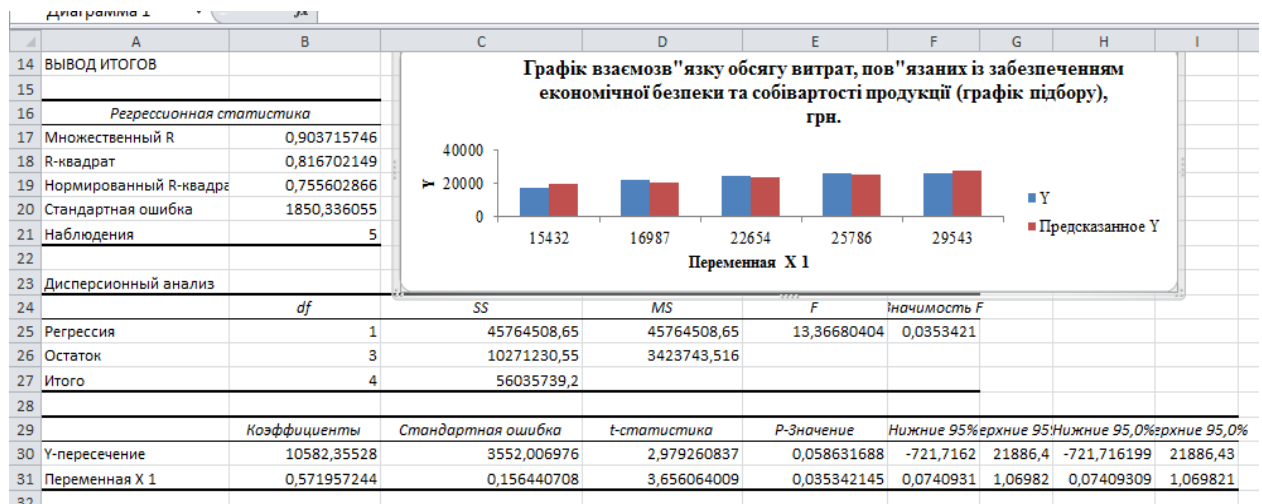 Диаграмма 1
A B C D E F G H I
14 ВЫВОД ИТОГОВ
Графік взаємозв"язку обсягу витрат, пов"язаних із забезпеченням
15
економічної безпеки та собівартості продукції (графік підбору),
16 Регрессионная статистика
грн.
17 Множественный R 0,903715746
18 R-квадрат 0,816702149
19 Нормированный R-квадра 0,755602866
20 Стандартная ошибка 1850,336055
21 Наблюдения 5
22
23 Дисперсионный анализ
40000
20000
0
Y
15432 16987 22654 25786 29543
Переменная X 1
Y
Предсказанное Y
24 df SS MS F Значимость F
25 Регрессия 1 45764508,65 45764508,65 13,36680404 0,0353421
26 Остаток 3 10271230,55 3423743,516
27 Итого 4 56035739,2
28
29 Коэффициенты Стандартная ошибка t-статистика P-Значение Нижние 95% ерхние 95 Нижние 95,0% ерхние 95,0%
30 Y-пересечение 10582,35528 3552,006976 2,979260837 0,058631688 -721,7162 21886,4 -721,716199 21886,43
31 Переменная X 1 0,571957244 0,156440708 3,656064009 0,035342145 0,0740931 1,06982 0,07409309 1,069821